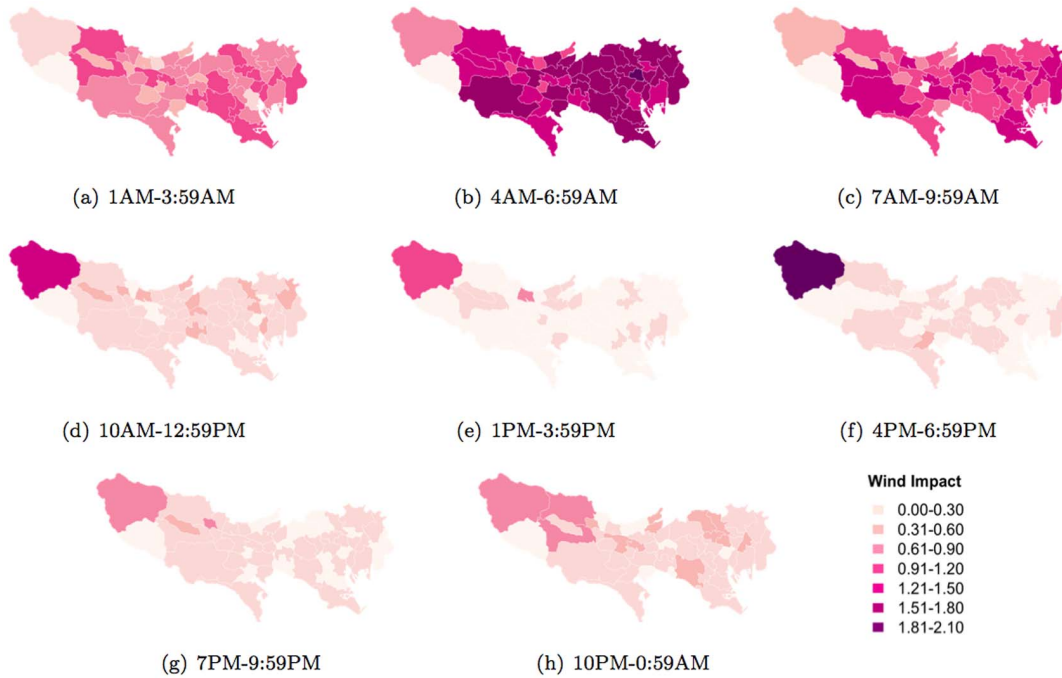 (a) 1AM-3:59AM
(b) 4AM-6:59AM
(c) 7AM-9:59AM
(d) 10AM-12:59PM
(e) 1PM-3:59PM
(f) 4PM-6:59PM
Wind Impact
0.00-0.30
0.31-0.60
0.61-0.90
0.91-1.20
1.21-1.50
1.51-1.80
1.81-2.10
(g) 7PM-9:59PM
(h) 10PM-0:59AM